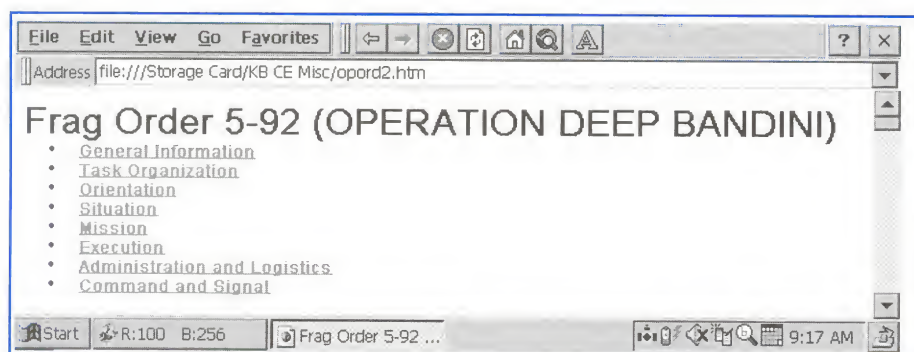 File Edit View Go Favorites ? ×
Address file:///Storage Card/KB CE Misc/opord2.htm
Frag Order 5-92 (OPERATION DEEP BANDINI)
• General Information
• Task Organization
• Orientation
• Situation
• Mission
• Execution
• Administration and Logistics
• Command and Signal
Start R:100 B:256 Frag Order 5-92 ... 9:17 AM